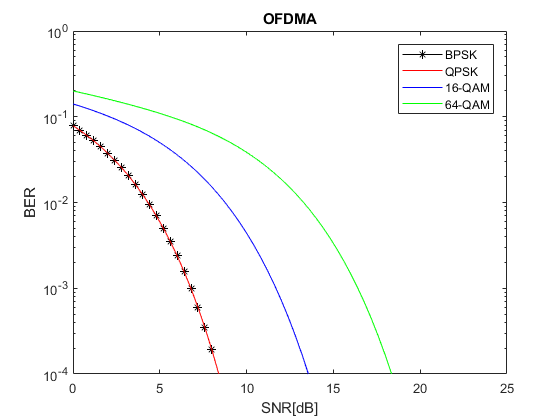 OFDMA
BPSK
QPSK
16-QAM
64-QAM
10^0
10^-1
10^-2
10^-3
10^-4
BER
0 5 10 15 20 25
SNR[dB]